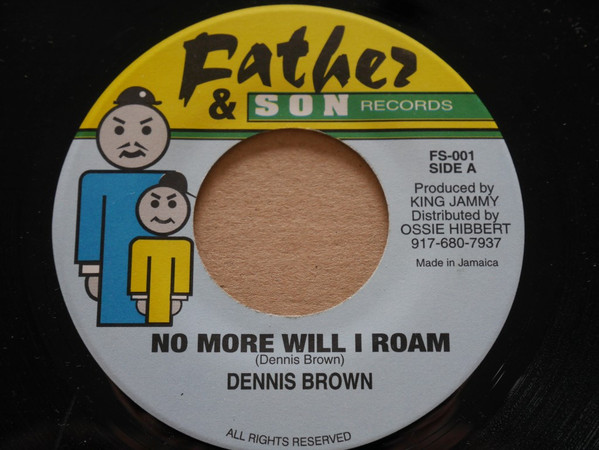 Father
& SON RECORDS
FS-001
SIDE A
Produced by
KING JAMMY
Distributed by
OSSIE HIBBERT
917-680-7937
Made in Jamaica
NO MORE WILL I ROAM
(Dennis Brown)
DENNIS BROWN
ALL RIGHTS RESERVED